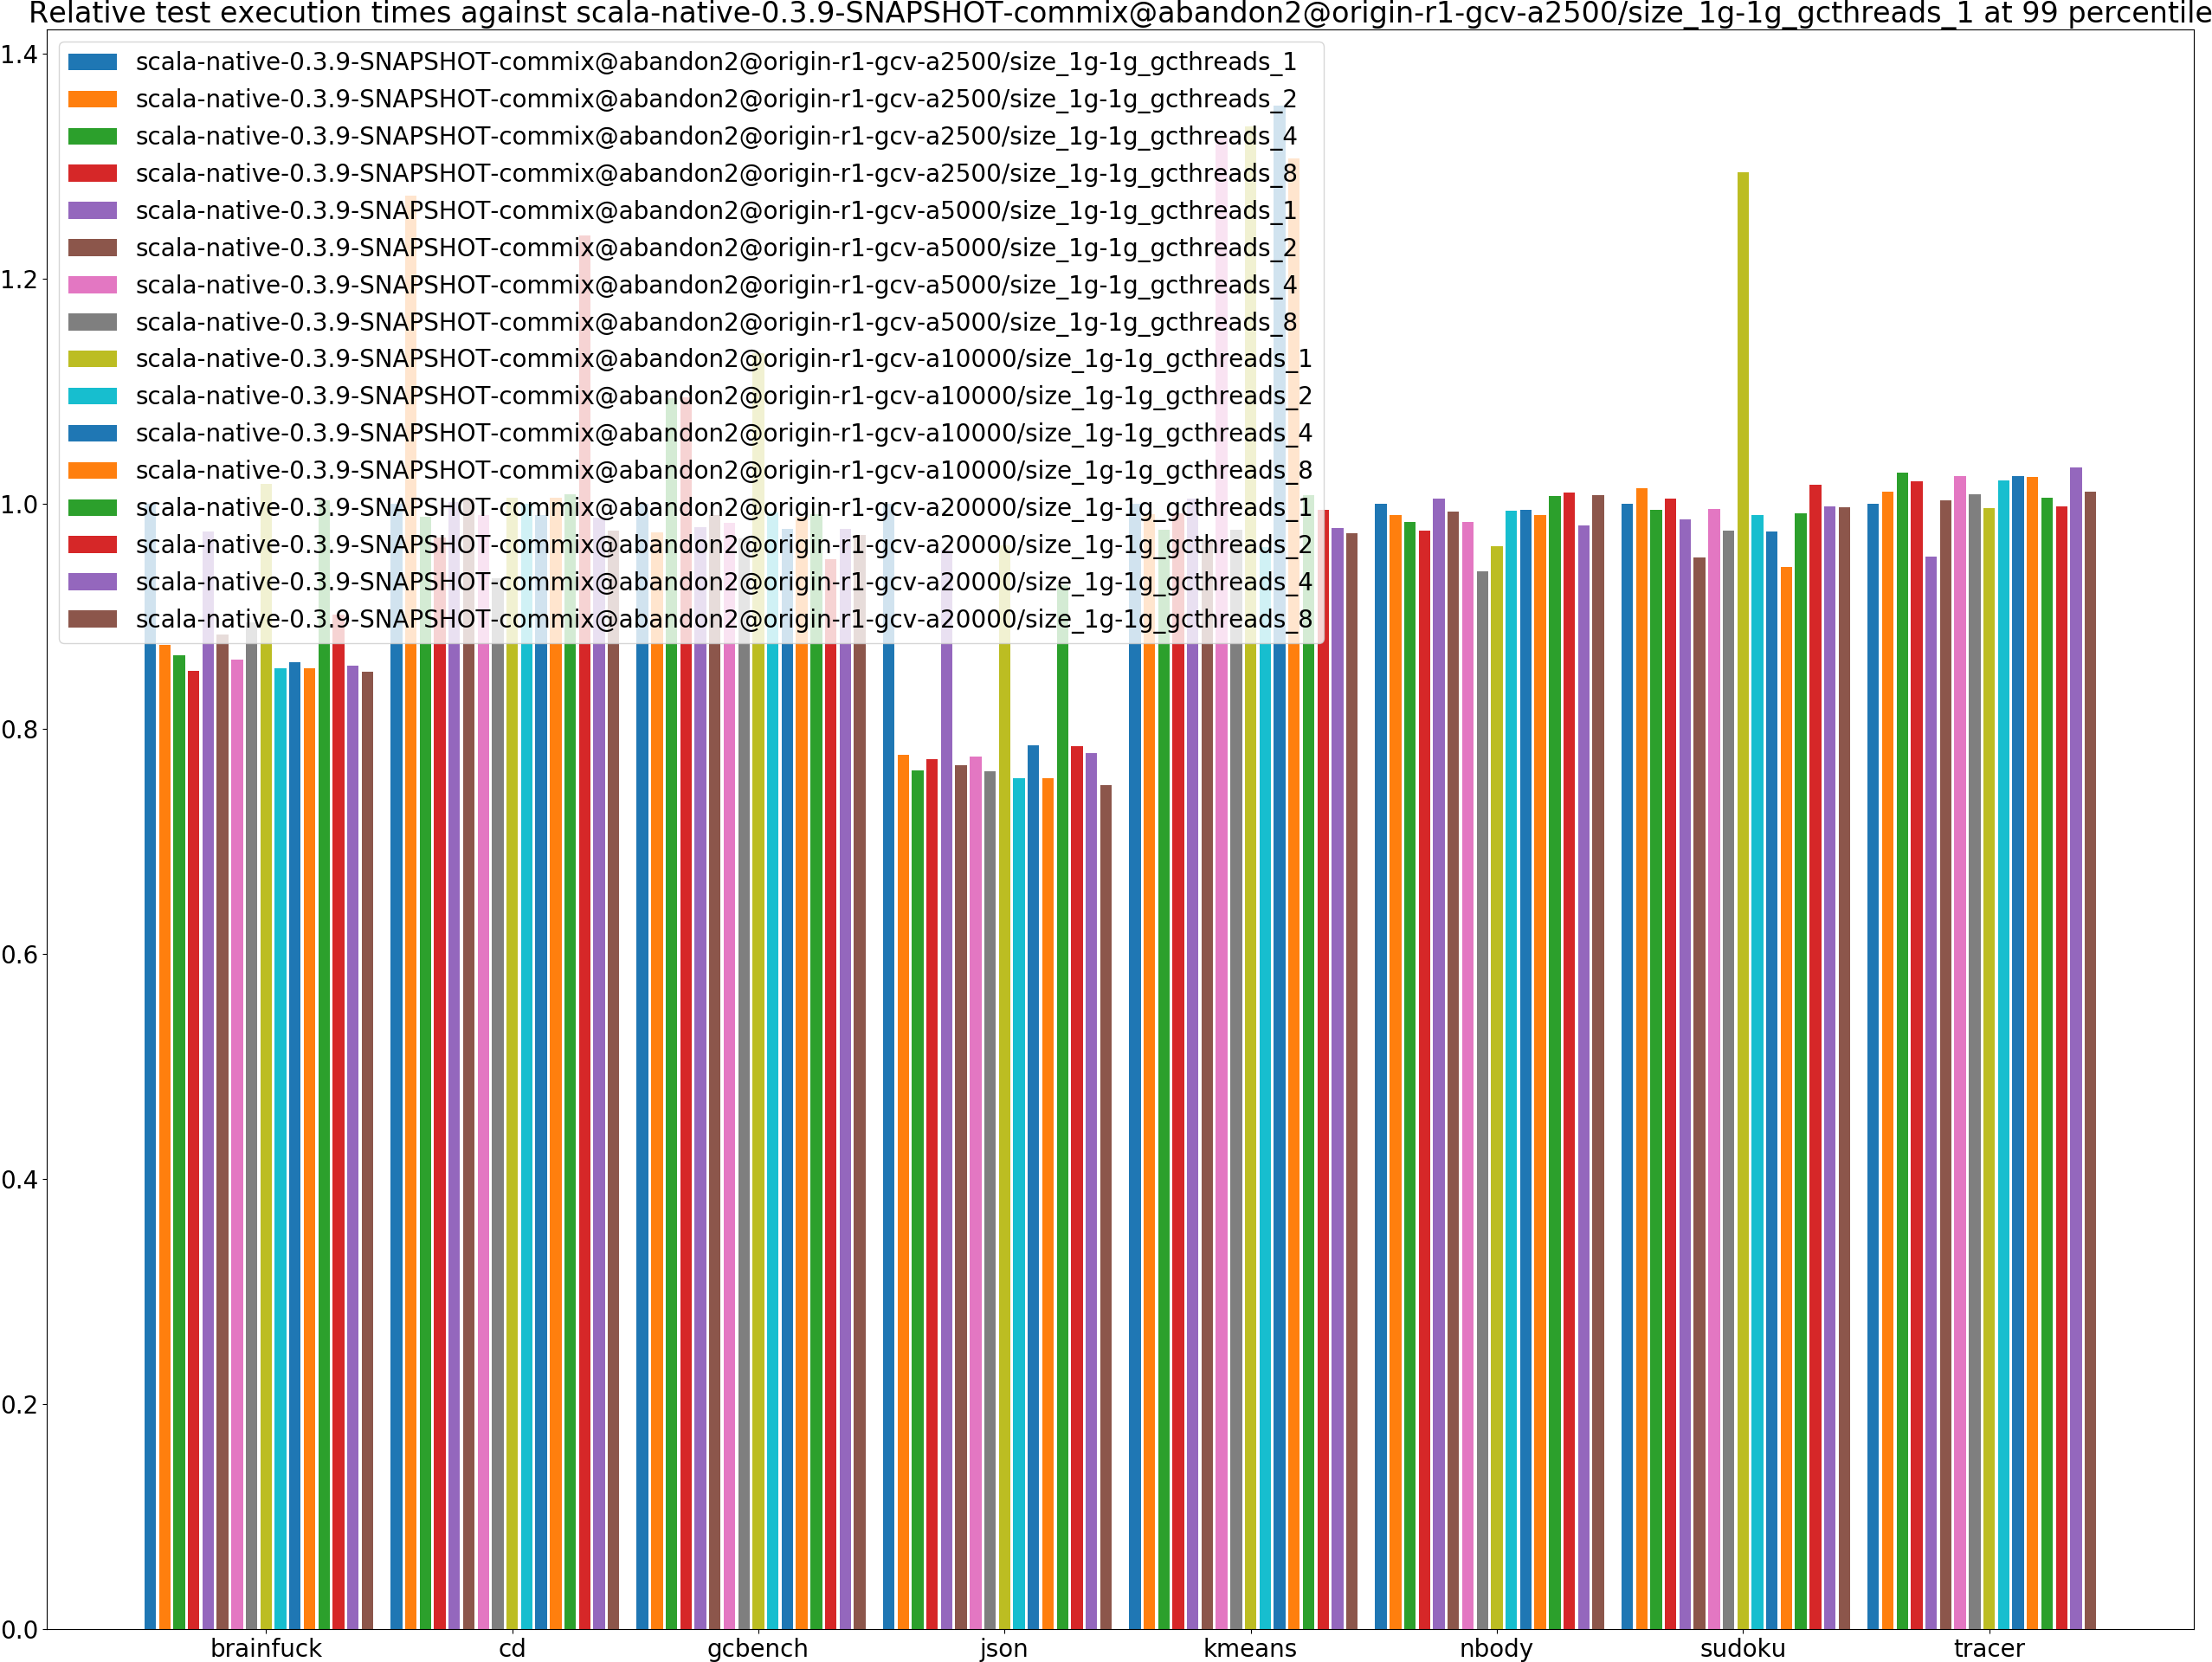 Relative test execution times against scala-native-0.3.9-SNAPSHOT-commix@abandon2@origin-r1-gcv-a2500/size_1g-1g_gcthreads_1 at 99 percentile
1.4
1.2
1.0
0.8
0.6
0.4
0.2
0.0
scala-native-0.3.9-SNAPSHOT-commix@abandon2@origin-r1-gcv-a2500/size_1g-1g_gcthreads_1
scala-native-0.3.9-SNAPSHOT-commix@abandon2@origin-r1-gcv-a2500/size_1g-1g_gcthreads_2
scala-native-0.3.9-SNAPSHOT-commix@abandon2@origin-r1-gcv-a2500/size_1g-1g_gcthreads_4
scala-native-0.3.9-SNAPSHOT-commix@abandon2@origin-r1-gcv-a2500/size_1g-1g_gcthreads_8
scala-native-0.3.9-SNAPSHOT-commix@abandon2@origin-r1-gcv-a5000/size_1g-1g_gcthreads_1
scala-native-0.3.9-SNAPSHOT-commix@abandon2@origin-r1-gcv-a5000/size_1g-1g_gcthreads_2
scala-native-0.3.9-SNAPSHOT-commix@abandon2@origin-r1-gcv-a5000/size_1g-1g_gcthreads_4
scala-native-0.3.9-SNAPSHOT-commix@abandon2@origin-r1-gcv-a5000/size_1g-1g_gcthreads_8
scala-native-0.3.9-SNAPSHOT-commix@abandon2@origin-r1-gcv-a10000/size_1g-1g_gcthreads_1
scala-native-0.3.9-SNAPSHOT-commix@abandon2@origin-r1-gcv-a10000/size_1g-1g_gcthreads_2
scala-native-0.3.9-SNAPSHOT-commix@abandon2@origin-r1-gcv-a10000/size_1g-1g_gcthreads_4
scala-native-0.3.9-SNAPSHOT-commix@abandon2@origin-r1-gcv-a10000/size_1g-1g_gcthreads_8
scala-native-0.3.9-SNAPSHOT-commix@abandon2@origin-r1-gcv-a20000/size_1g-1g_gcthreads_1
scala-native-0.3.9-SNAPSHOT-commix@abandon2@origin-r1-gcv-a20000/size_1g-1g_gcthreads_2
scala-native-0.3.9-SNAPSHOT-commix@abandon2@origin-r1-gcv-a20000/size_1g-1g_gcthreads_4
scala-native-0.3.9-SNAPSHOT-commix@abandon2@origin-r1-gcv-a20000/size_1g-1g_gcthreads_8
brainfuck cd gcbench json kmeans nbody sudoku tracer